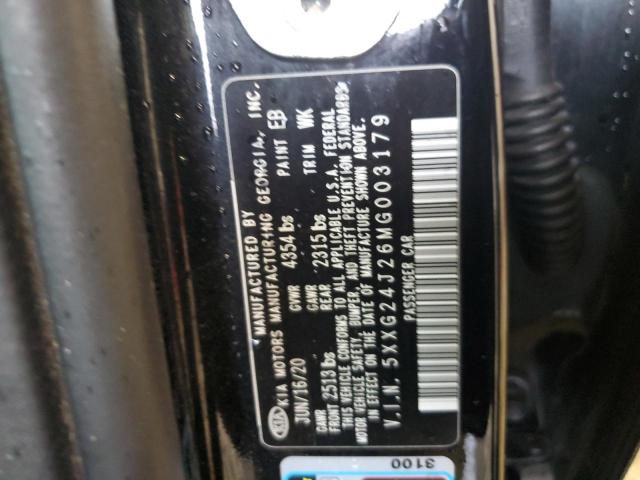 MANUFACTURED BY
KIA KIA MOTORS MANUFACTURING GEORGIA, INC.
JUN/16/20 GVWR 4354 lbs PAINT EB
GAWR FRONT 2513 lbs GAWR REAR 2315 lbs TRIM WK
THIS VEHICLE CONFORMS TO ALL APPLICABLE U.S.A. FEDERAL
MOTOR VEHICLE SAFETY, BUMPER, AND THEFT PREVENTION STANDARDS
IN EFFECT ON THE DATE OF MANUFACTURE SHOWN ABOVE.
V.I.N. 5XXG24J26MG003179
PASSENGER CAR
3100